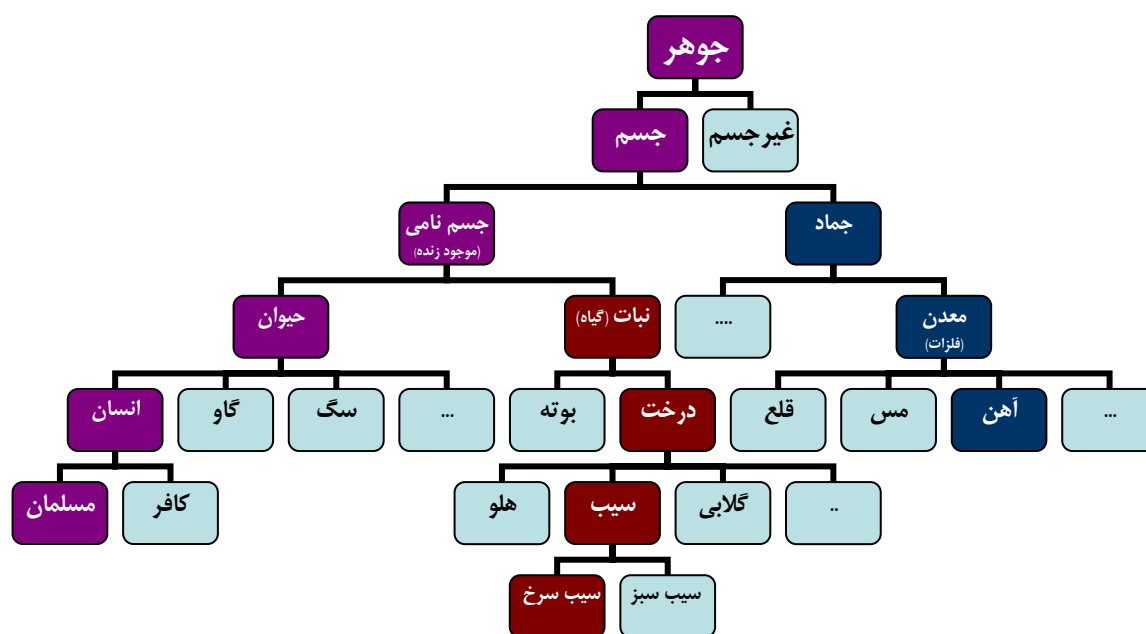 جوهر
غیرجسم
جسم
جماد
جسم نامی
(موجود زنده)
معدن
(فلزات)
....
نبات (گیاه)
حیوان
...
آهن
مس
قلع
درخت
بوته
...
سگ
گاو
انسان
..
گلابی
سیب
هلو
کافر
مسلمان
سیب سبز
سیب سرخ